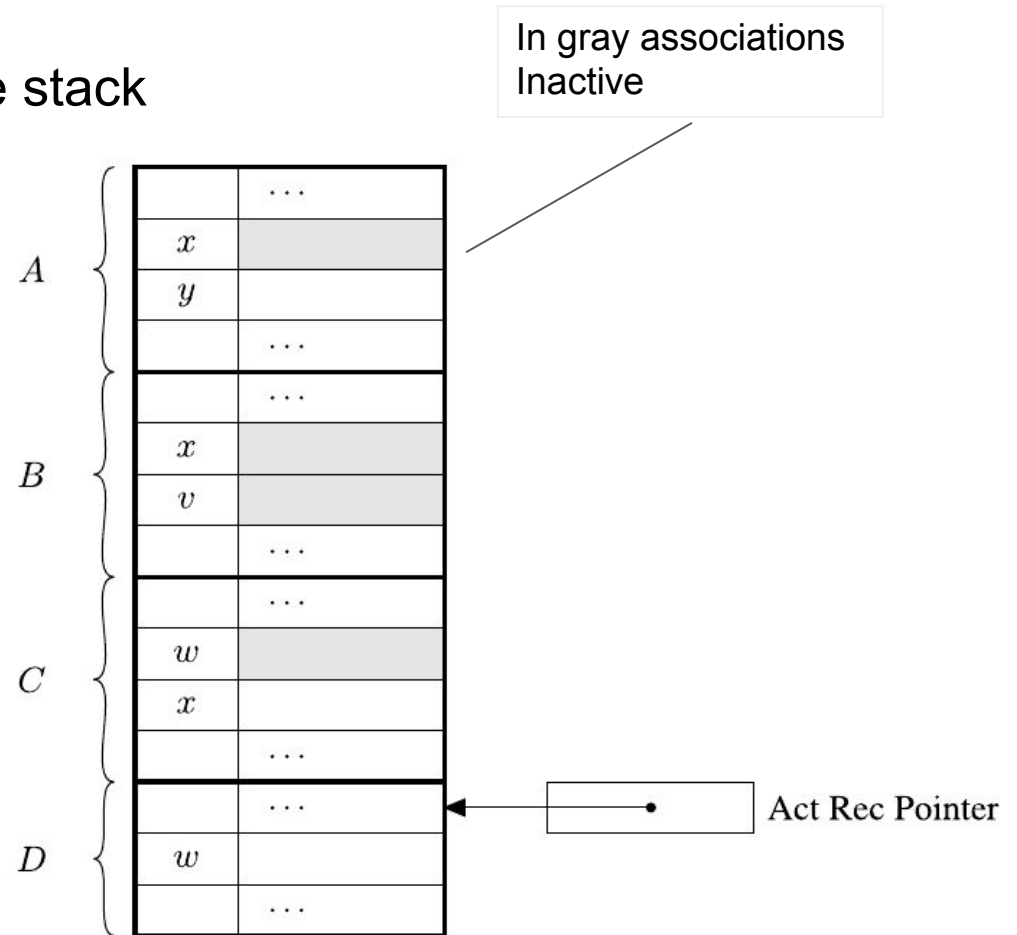 In gray associations
Inactive
stack
...
x
A
y
...
...
x
B
v
...
...
w
C
x
...
...
Act Rec Pointer
D
w
...